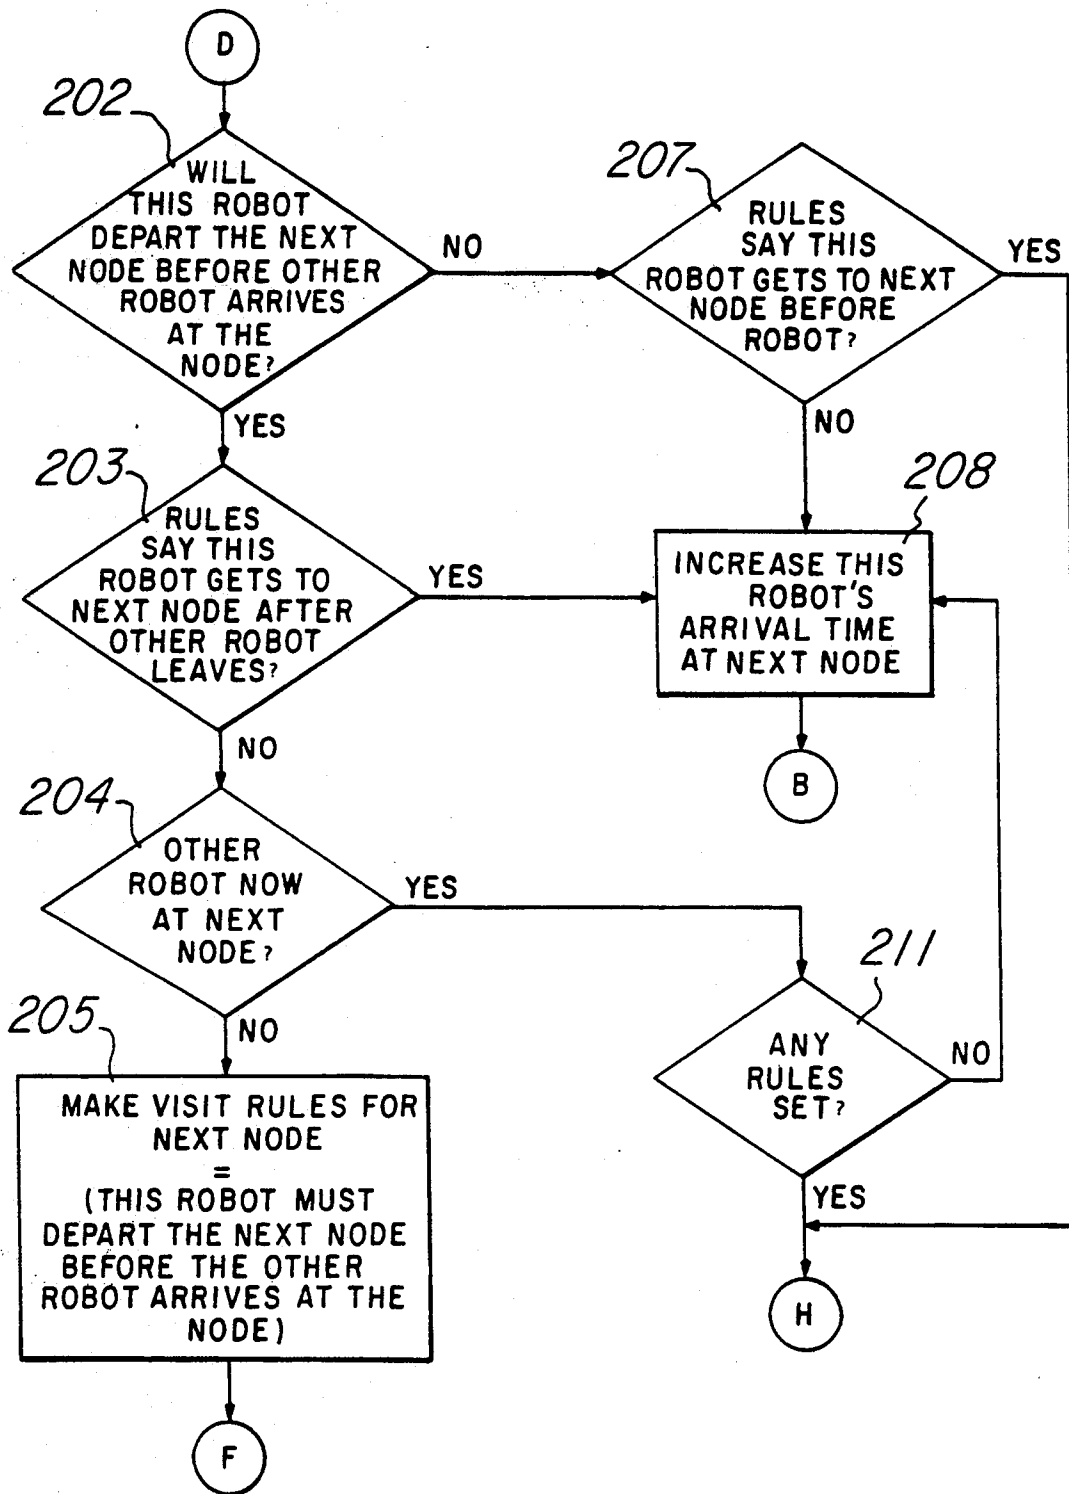 D
202
WILL
THIS ROBOT
DEPART THE NEXT
NODE BEFORE OTHER
ROBOT ARRIVES
AT THE
NODE?
NO
YES
207
RULES
SAY THIS
ROBOT GETS TO NEXT
NODE BEFORE
ROBOT?
YES
NO
203
RULES
SAY THIS
ROBOT GETS TO
NEXT NODE AFTER
OTHER ROBOT
LEAVES?
YES
NO
208
INCREASE THIS
ROBOT'S
ARRIVAL TIME
AT NEXT NODE
B
204
OTHER
ROBOT NOW
AT NEXT
NODE?
YES
NO
211
ANY
RULES
SET?
NO
YES
205
MAKE VISIT RULES FOR
NEXT NODE
=
(THIS ROBOT MUST
DEPART THE NEXT NODE
BEFORE THE OTHER
ROBOT ARRIVES AT THE
NODE)
H
F